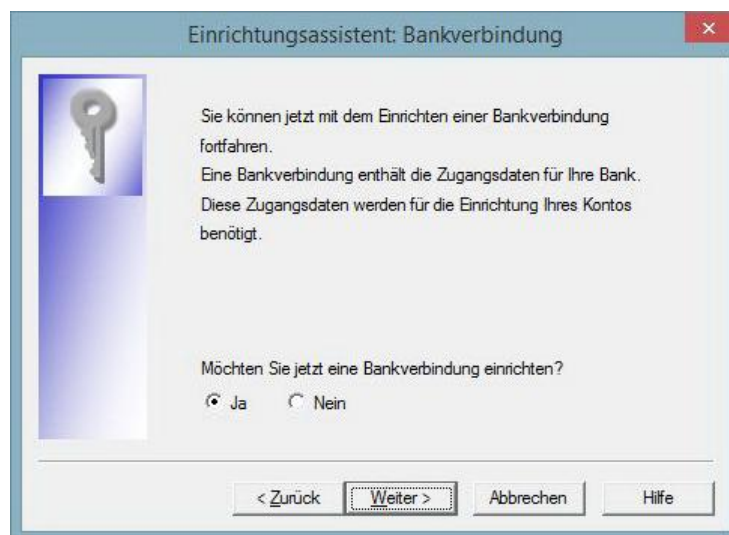 Einrichtungsassistent: Bankverbindung
Sie können jetzt mit dem Einrichten einer Bankverbindung
fortfahren.
Eine Bankverbindung enthält die Zugangsdaten für Ihre Bank.
Diese Zugangsdaten werden für die Einrichtung Ihres Kontos
benötigt.
Möchten Sie jetzt eine Bankverbindung einrichten?
Ja Nein
< Zurück Weiter > Abbrechen Hilfe